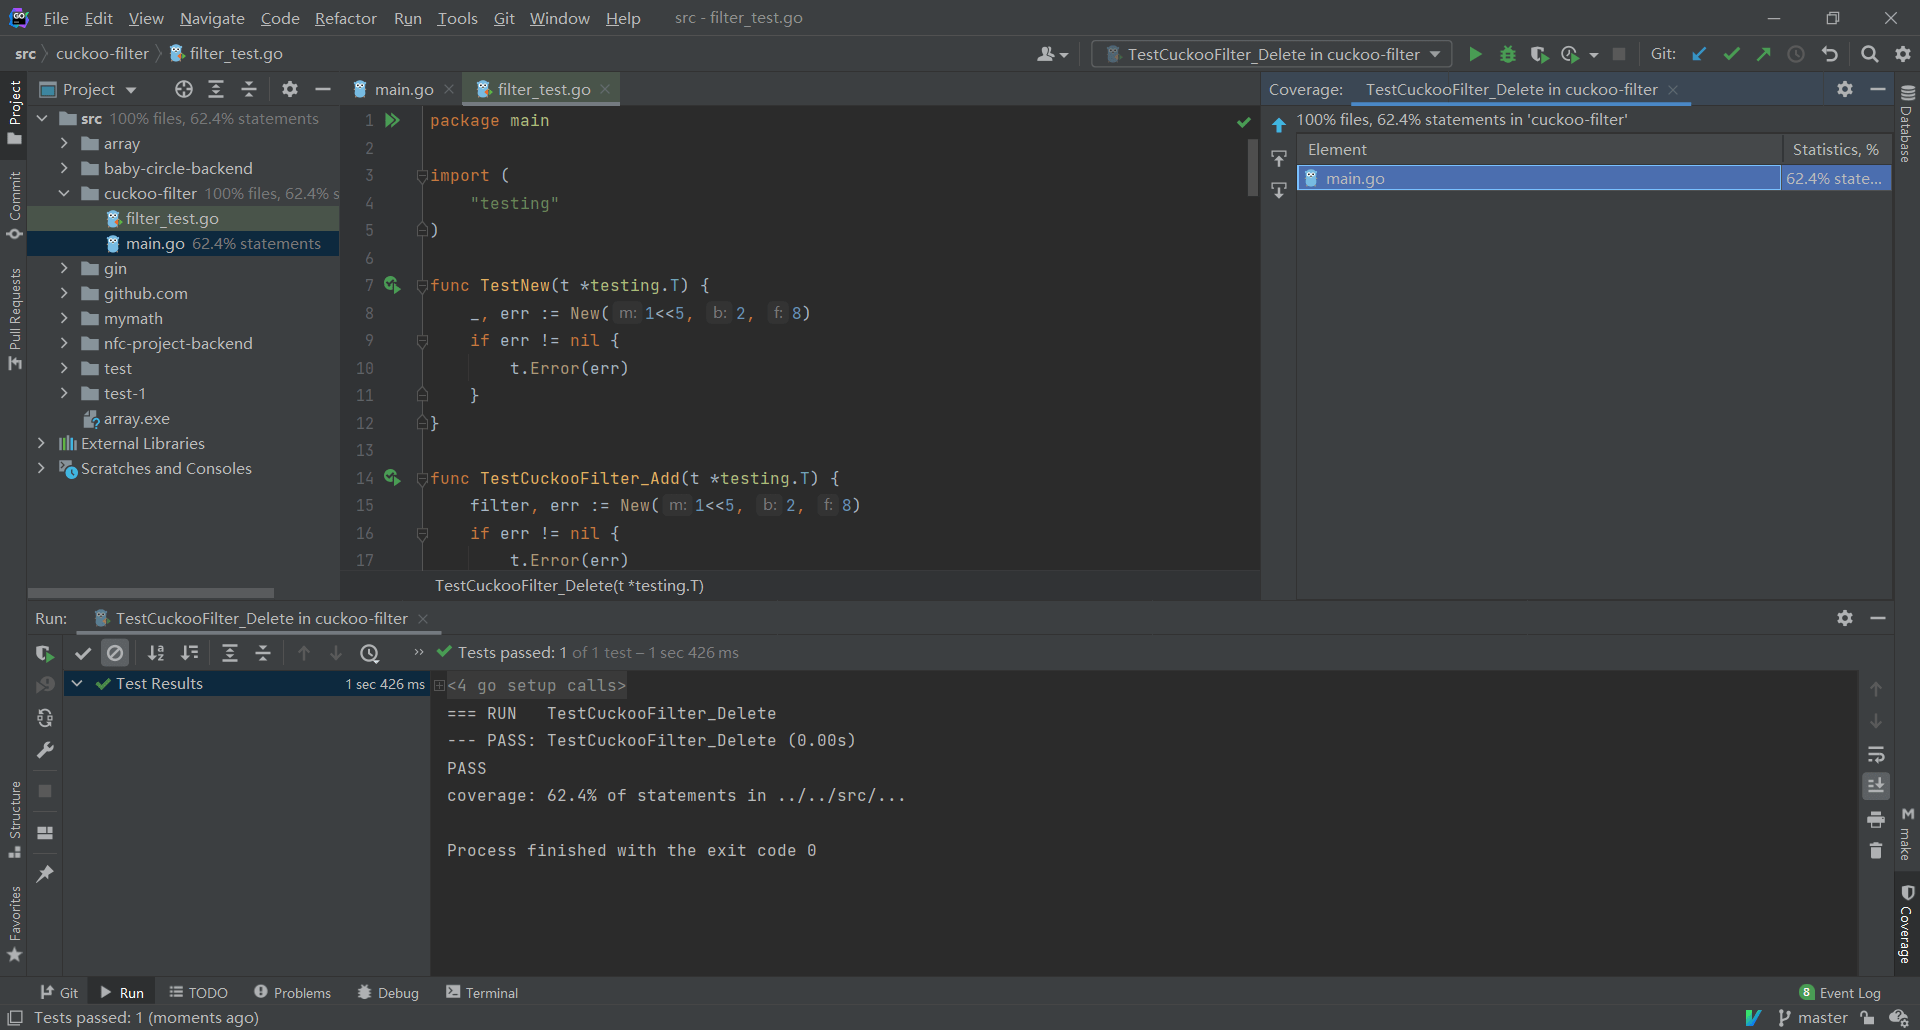 File Edit View Navigate Code Refactor Run Tools Git Window Help src - filter_test.go
src cuckoo-filter filter_test.go
TestCuckooFilter_Delete in cuckoo-filter Git:
Project
main.go
filter_test.go
Coverage: TestCuckooFilter_Delete in cuckoo-filter
src 100% files, 62.4% statements
array
baby-circle-backend
cuckoo-filter 100% files, 62.4% s
filter_test.go
main.go 62.4% statements
gin
github.com
mymath
nfc-project-backend
test
test-1
array.exe
External Libraries
Scratches and Consoles
1 package main
2
3 import (
4 "testing"
5 )
6
7 func TestNew(t *testing.T) {
8 _, err := New( m: 1<<5, b: 2, f: 8)
9 if err != nil {
10 t.Error(err)
11 }
12 }
13
14 func TestCuckooFilter_Add(t *testing.T) {
15 filter, err := New( m: 1<<5, b: 2, f: 8)
16 if err != nil {
17 t.Error(err)
TestCuckooFilter_Delete(t *testing.T)
100% files, 62.4% statements in 'cuckoo-filter'
Element Statistics, %
main.go 62.4% state...
Run: TestCuckooFilter_Delete in cuckoo-filter
Tests passed: 1 of 1 test – 1 sec 426 ms
Test Results 1 sec 426 ms
<4 go setup calls>
=== RUN   TestCuckooFilter_Delete
--- PASS: TestCuckooFilter_Delete (0.00s)
PASS
coverage: 62.4% of statements in ../../src/...
Process finished with the exit code 0
Project
Commit
Pull Requests
Structure
Favorites
Database
make
Coverage
Git Run TODO Problems Debug Terminal 8 Event Log
Tests passed: 1 (moments ago) master